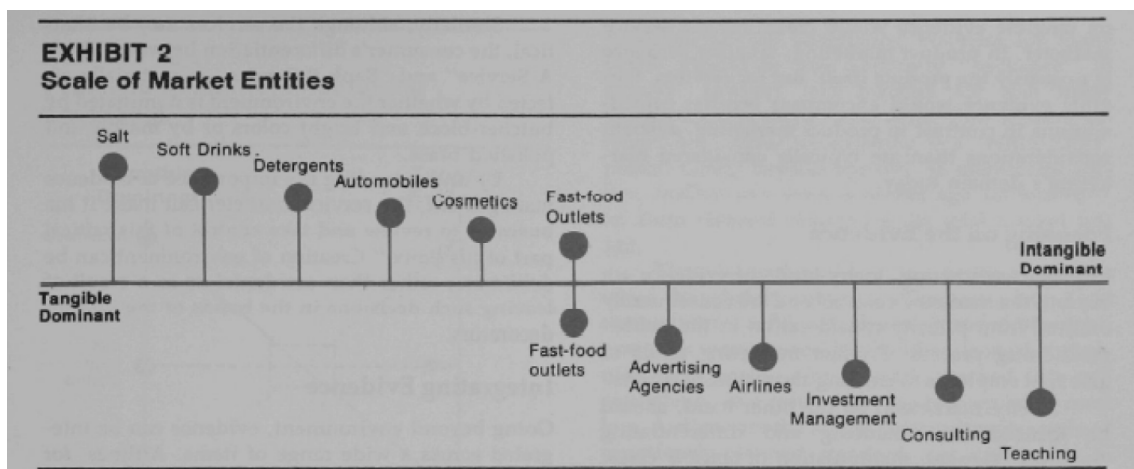 EXHIBIT 2
Scale of Market Entities
Salt
Soft Drinks
Detergents
Automobiles
Cosmetics
Fast-food
Outlets
Intangible
Dominant
Tangible
Dominant
Fast-food
outlets
Advertising
Agencies
Airlines
Investment
Management
Consulting
Teaching